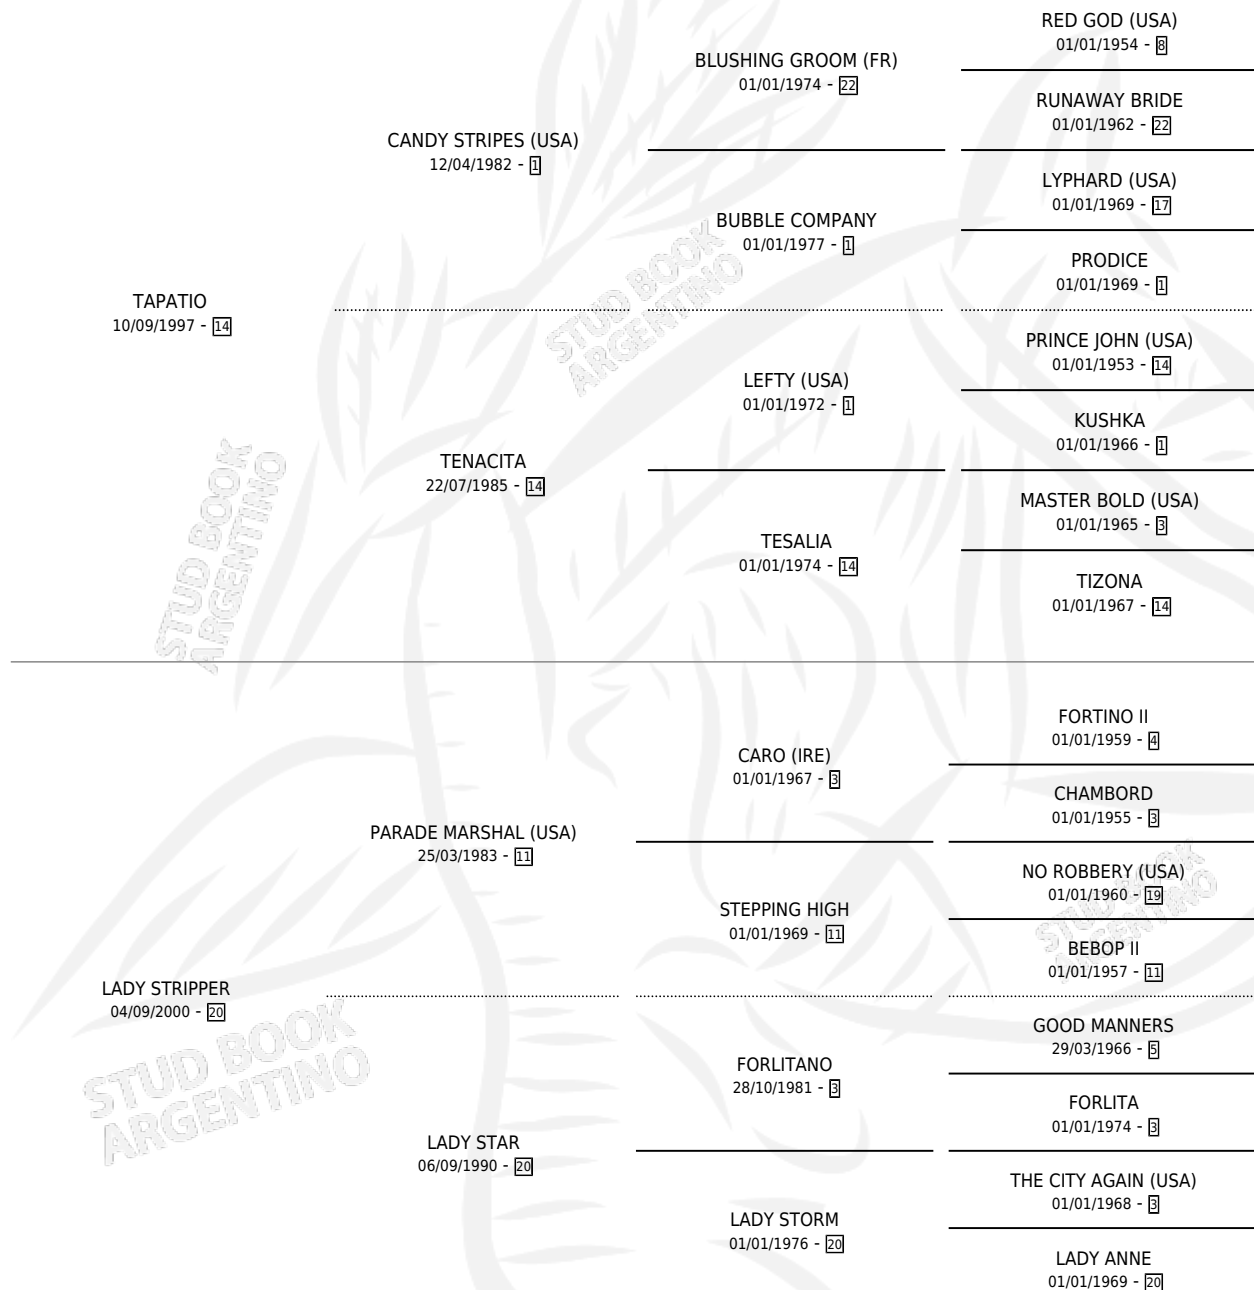 RED GOD (USA)
01/01/1954 - 8
BLUSHING GROOM (FR)
01/01/1974 - 22
RUNAWAY BRIDE
01/01/1962 - 22
CANDY STRIPES (USA)
12/04/1982 - 1
LYPHARD (USA)
01/01/1969 - 17
BUBBLE COMPANY
01/01/1977 - 1
PRODICE
01/01/1969 - 1
TAPATIO
10/09/1997 - 14
STUD BOOK
ARGENTINO
PRINCE JOHN (USA)
01/01/1953 - 14
LEFTY (USA)
01/01/1972 - 1
KUSHKA
01/01/1966 - 1
TENACITA
22/07/1985 - 14
MASTER BOLD (USA)
01/01/1965 - 3
TESALIA
01/01/1974 - 14
TIZONA
01/01/1967 - 14
STUD BOOK
ARGENTINO
FORTINO II
01/01/1959 - 4
CARO (IRE)
01/01/1967 - 3
CHAMBORD
01/01/1955 - 3
PARADE MARSHAL (USA)
25/03/1983 - 11
NO ROBBERY (USA)
01/01/1960 - 19
STEPPING HIGH
01/01/1969 - 11
STUD BOOK
ARGENTINO
BEBOP II
01/01/1957 - 11
LADY STRIPPER
04/09/2000 - 20
GOOD MANNERS
29/03/1966 - 5
FORLITANO
28/10/1981 - 3
FORLITA
01/01/1974 - 3
STUD BOOK
ARGENTINO
LADY STAR
06/09/1990 - 20
THE CITY AGAIN (USA)
01/01/1968 - 3
LADY STORM
01/01/1976 - 20
LADY ANNE
01/01/1969 - 20